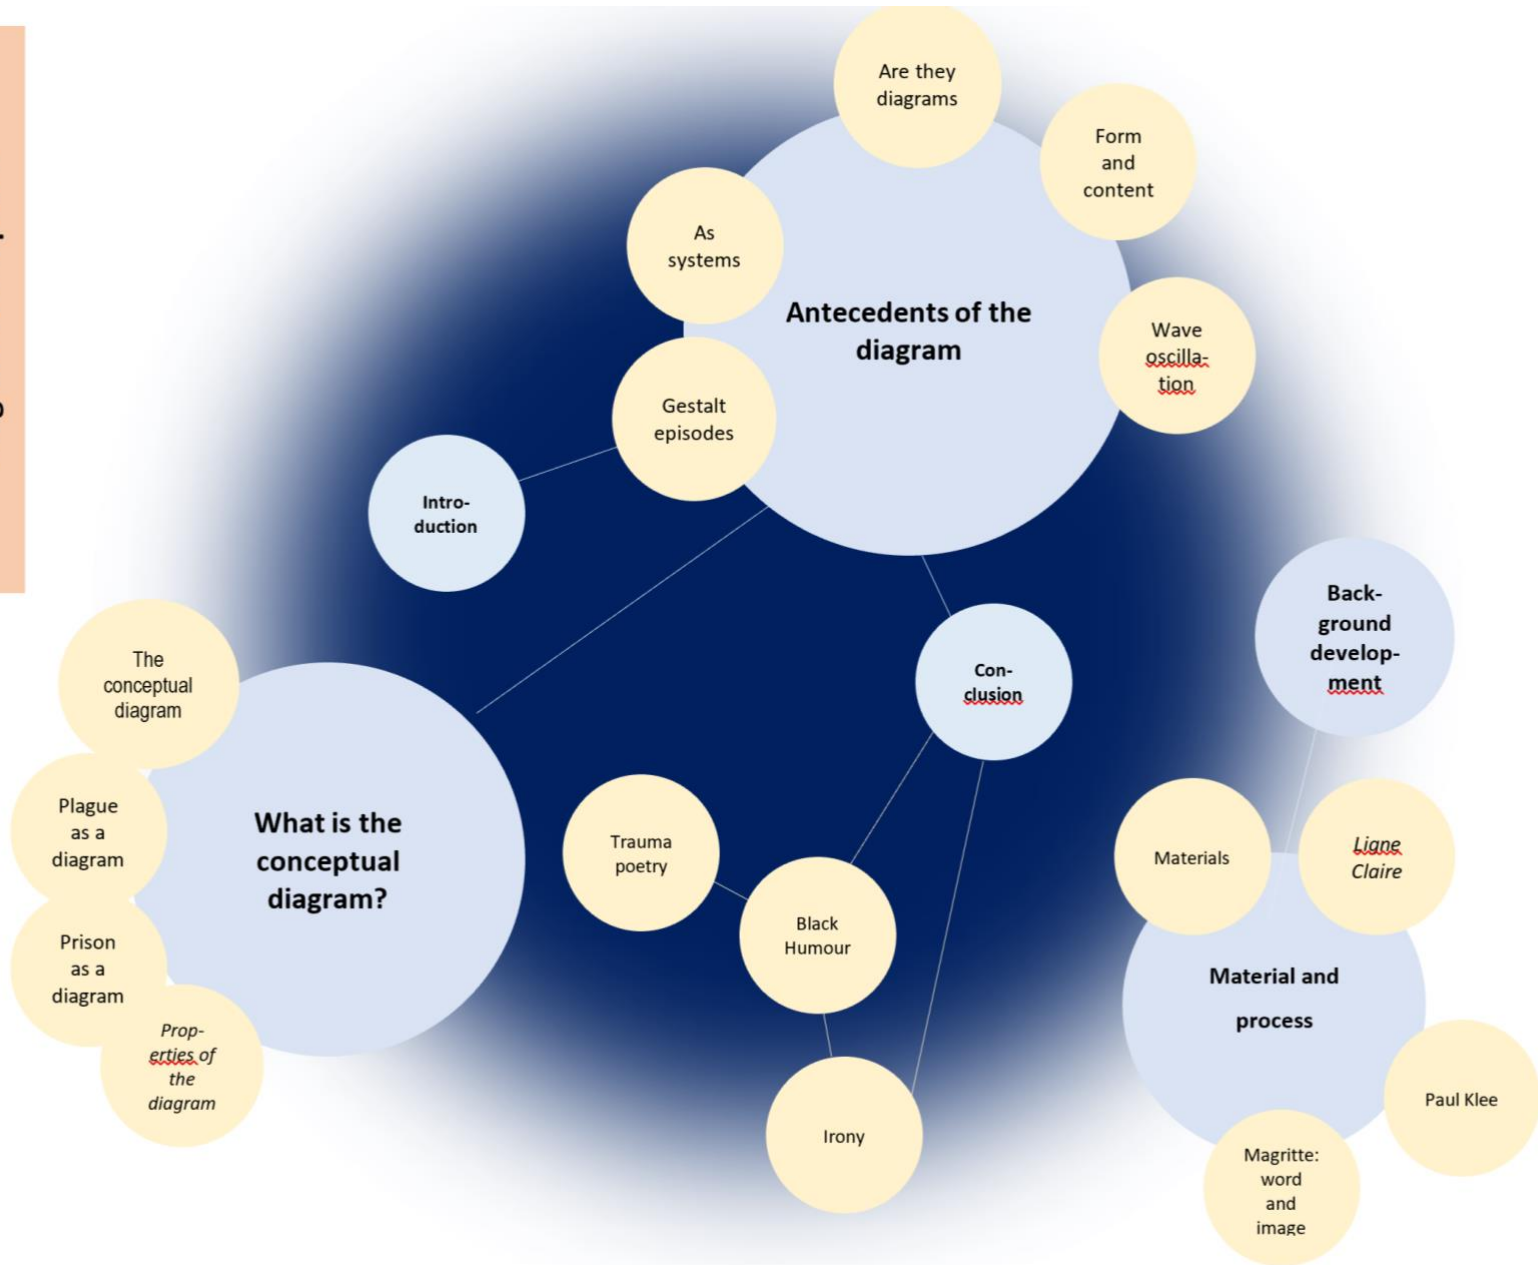 Are they
diagrams
Form
and
content
As
systems
Antecedents of the
diagram
Wave
oscilla-
tion
Gestalt
episodes
Intro-
duction
Back-
ground
develop-
ment
The
conceptual
diagram
Con-
clusion
Plague
as a
diagram
What is the
conceptual
diagram?
Trauma
poetry
Materials
Ligne
Claire
Black
Humour
Prison
as a
diagram
Material and
process
Prop-
erties of
the
diagram
Paul Klee
Irony
Magritte:
word
and
image